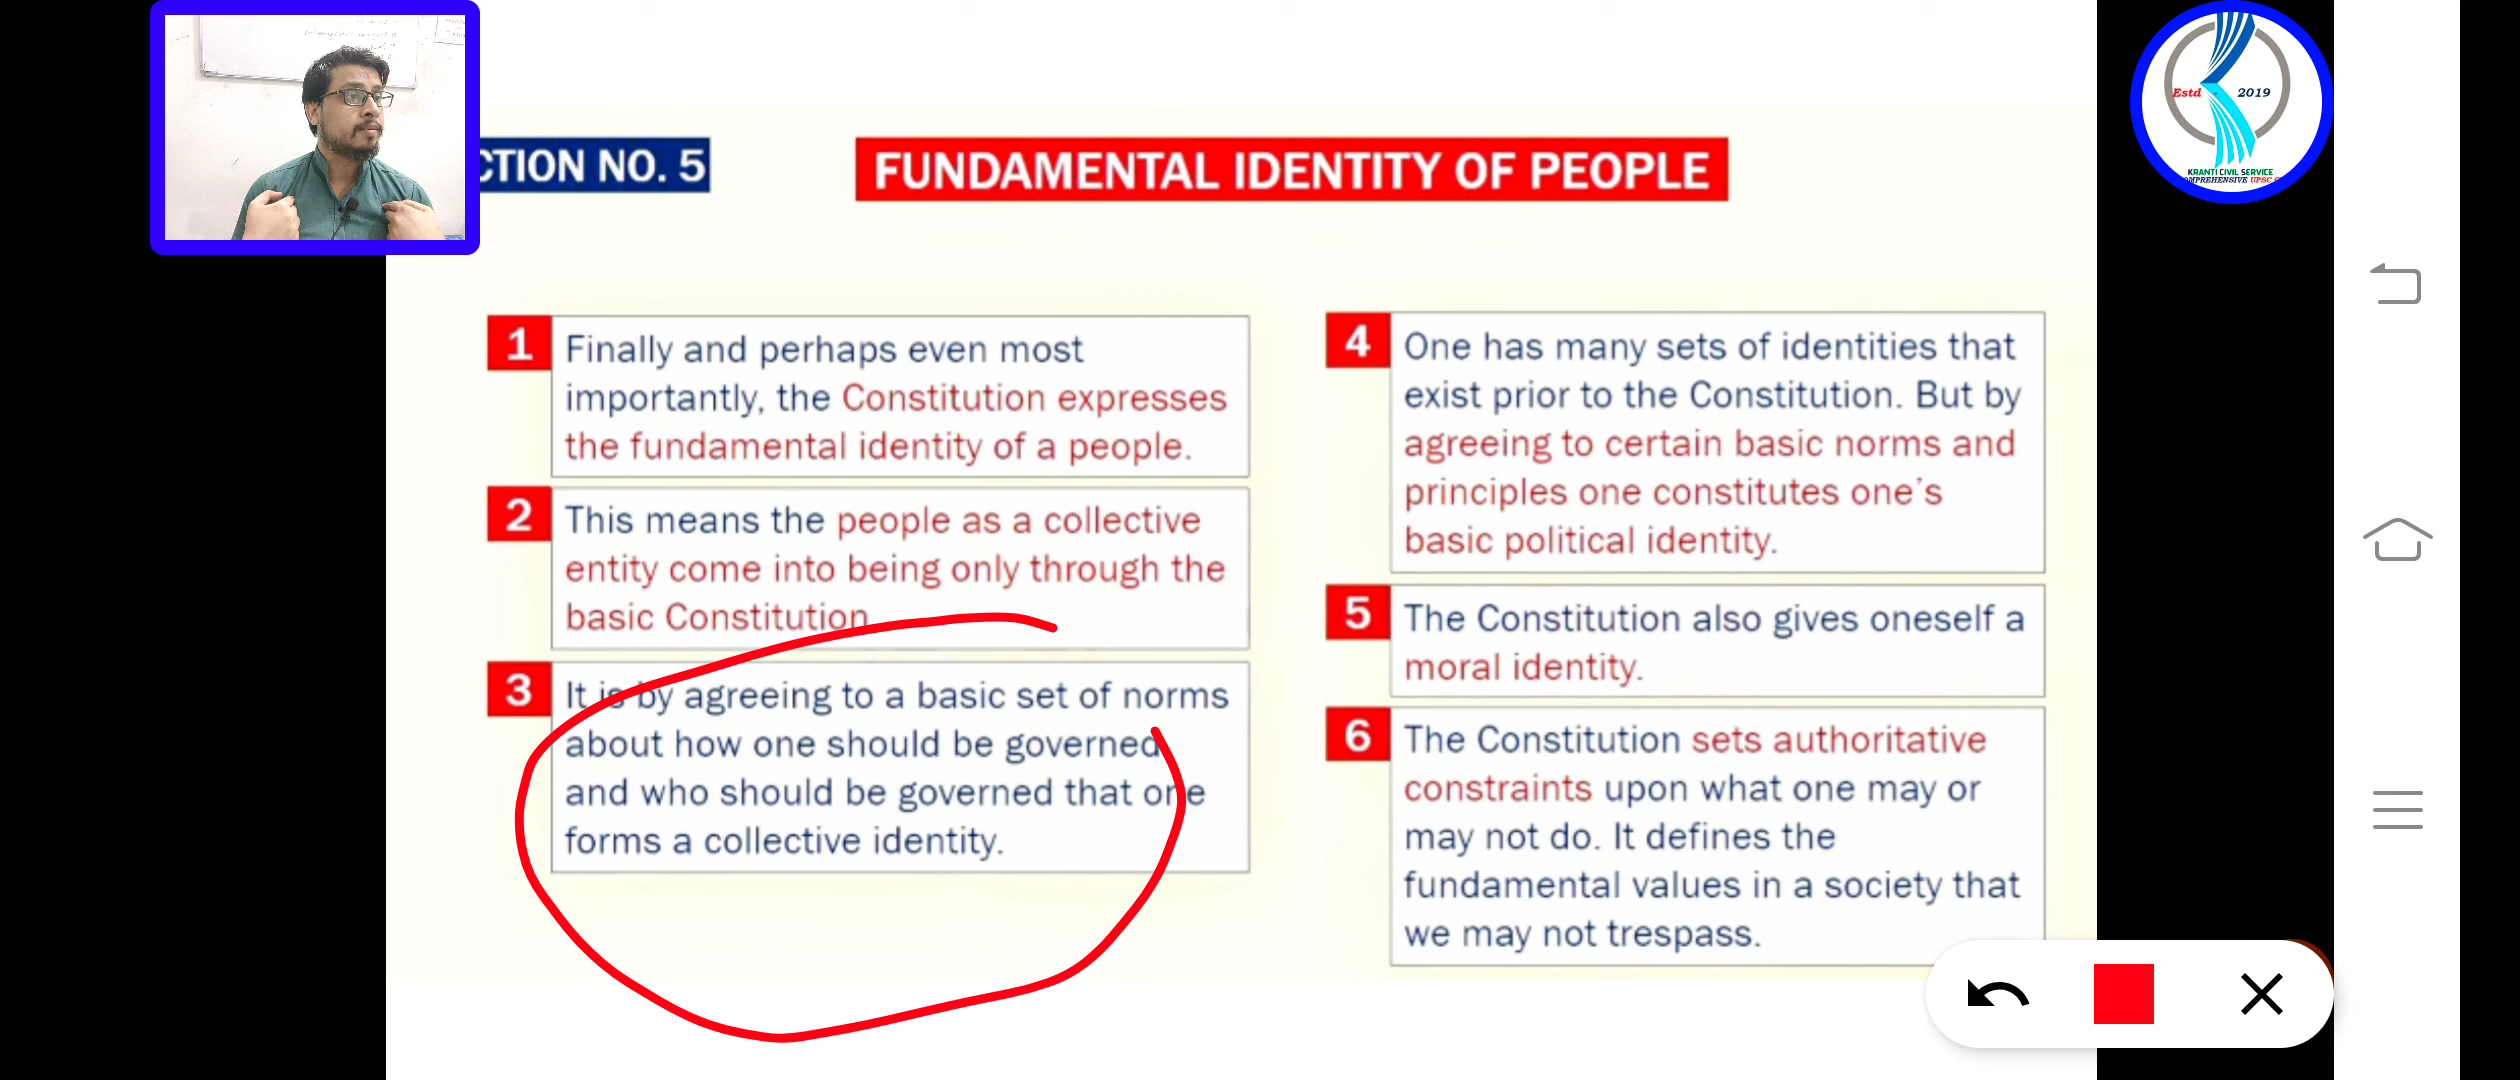 CTION NO. 5
FUNDAMENTAL IDENTITY OF PEOPLE
Estd - 2019
KRANTI CIVIL SERVICE
OMPREHENSIVE UPSC C
1
Finally and perhaps even most
importantly, the Constitution expresses
the fundamental identity of a people.
2
This means the people as a collective
entity come into being only through the
basic Constitution
3
It is by agreeing to a basic set of norms
about how one should be governed
and who should be governed that one
forms a collective identity.
4
One has many sets of identities that
exist prior to the Constitution. But by
agreeing to certain basic norms and
principles one constitutes one's
basic political identity.
5
The Constitution also gives oneself a
moral identity.
6
The Constitution sets authoritative
constraints upon what one may or
may not do. It defines the
fundamental values in a society that
we may not trespass.